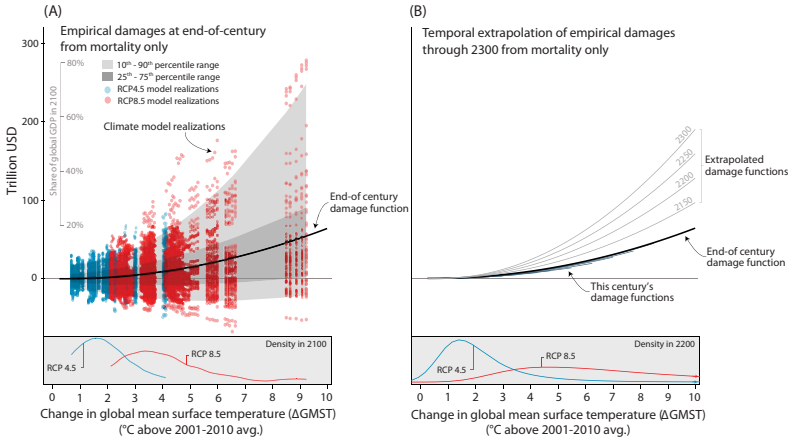 (A)
Empirical damages at end-of-century
from mortality only
300
200
100
0
Trillion USD
80%
60%
40%
20%
Share of global GDP in 2100
10th - 90th percentile range
25th - 75th percentile range
RCP4.5 model realizations
RCP8.5 model realizations
Climate model realizations
End-of century
damage function
Density in 2100
RCP 4.5
RCP 8.5
0 1 2 3 4 5 6 7 8 9 10
Change in global mean surface temperature (ΔGMST)
(°C above 2001-2010 avg.)
(B)
Temporal extrapolation of empirical damages
through 2300 from mortality only
2300
2250
2200
2150
Extrapolated
damage functions
End-of century
damage function
This century's
damage functions
Density in 2200
RCP 4.5
RCP 8.5
0 1 2 3 4 5 6 7 8 9 10
Change in global mean surface temperature (ΔGMST)
(°C above 2001-2010 avg.)